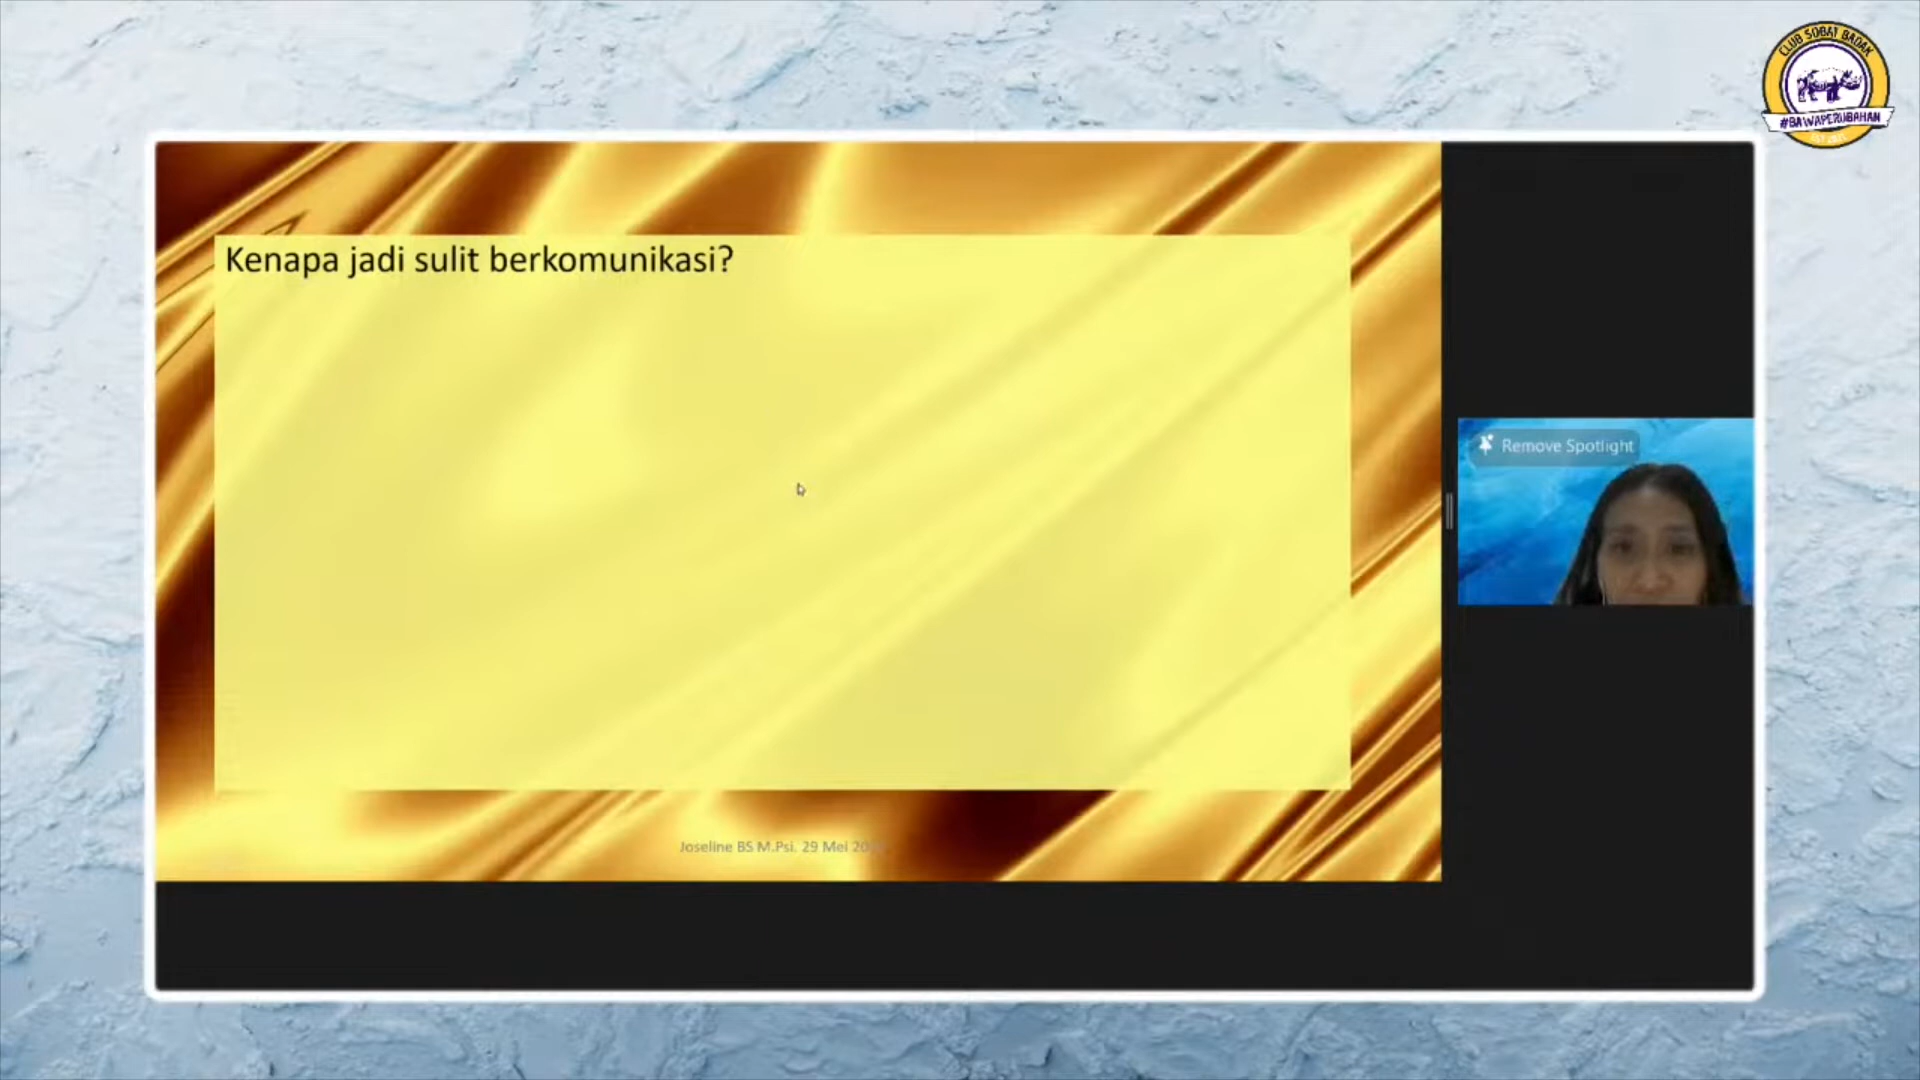 CLUB SOBAT BADAK
#BAWAPERUBAHAN
Kenapa jadi sulit berkomunikasi?
Remove Spotlight
Joseline BS M.Psi. 29 Mei